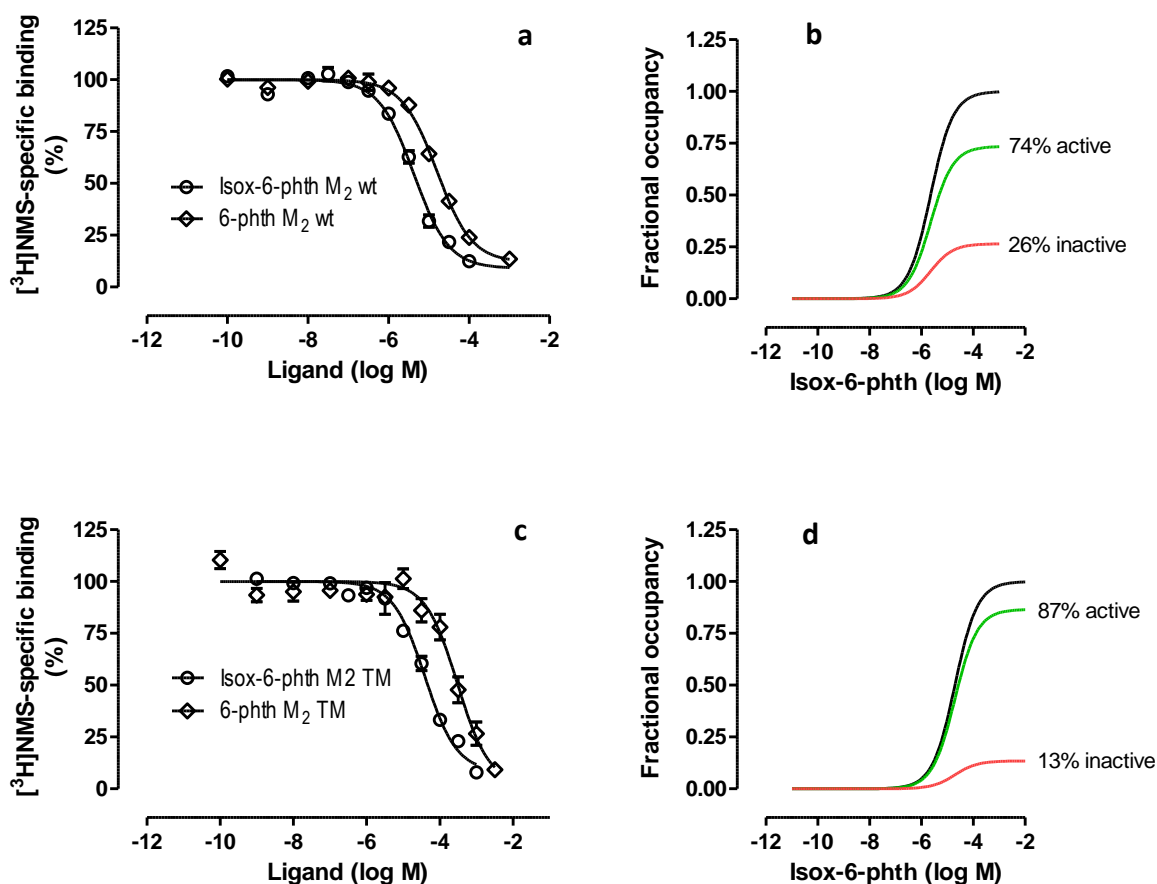 a
[³H]NMS-specific binding
(%)
125
100
75
50
25
0
Isox-6-phth M₂ wt
6-phth M₂ wt
-12 -10 -8 -6 -4 -2
Ligand (log M)
b
Fractional occupancy
1.25
1.00
0.75
0.50
0.25
0.00
74% active
26% inactive
-12 -10 -8 -6 -4 -2
Isox-6-phth (log M)
c
[³H]NMS-specific binding
(%)
125
100
75
50
25
0
Isox-6-phth M2 TM
6-phth M₂ TM
-12 -10 -8 -6 -4 -2
Ligand (log M)
d
Fractional occupancy
1.25
1.00
0.75
0.50
0.25
0.00
87% active
13% inactive
-12 -10 -8 -6 -4 -2
Isox-6-phth (log M)